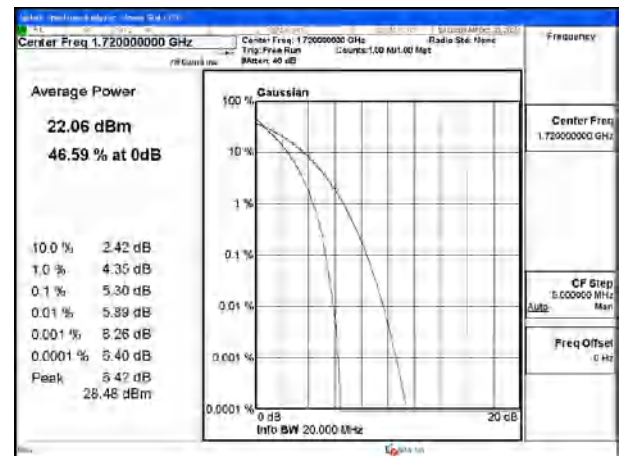 Center Freq 1.720000000 GHz
Center Freq: 1.720000000 GHz
Radio Std: None
Trig: Free Run
Counts: 1.00 M/1.00 Mpt
#Atten: 40 dB
Frequency
Average Power
22.06 dBm
46.59 % at 0dB
10.0 % 2.42 dB
1.0 % 4.35 dB
0.1 % 5.30 dB
0.01 % 5.89 dB
0.001 % 6.26 dB
0.0001 % 6.40 dB
Peak 6.42 dB
28.48 dBm
Gaussian
100 %
10 %
1 %
0.1 %
0.01 %
0.001 %
0.0001 %
0 dB
20 dB
Info BW 20.000 MHz
Center Freq
1.720000000 GHz
CF Step
5.000000 MHz
Auto Man
Freq Offset
0 Hz